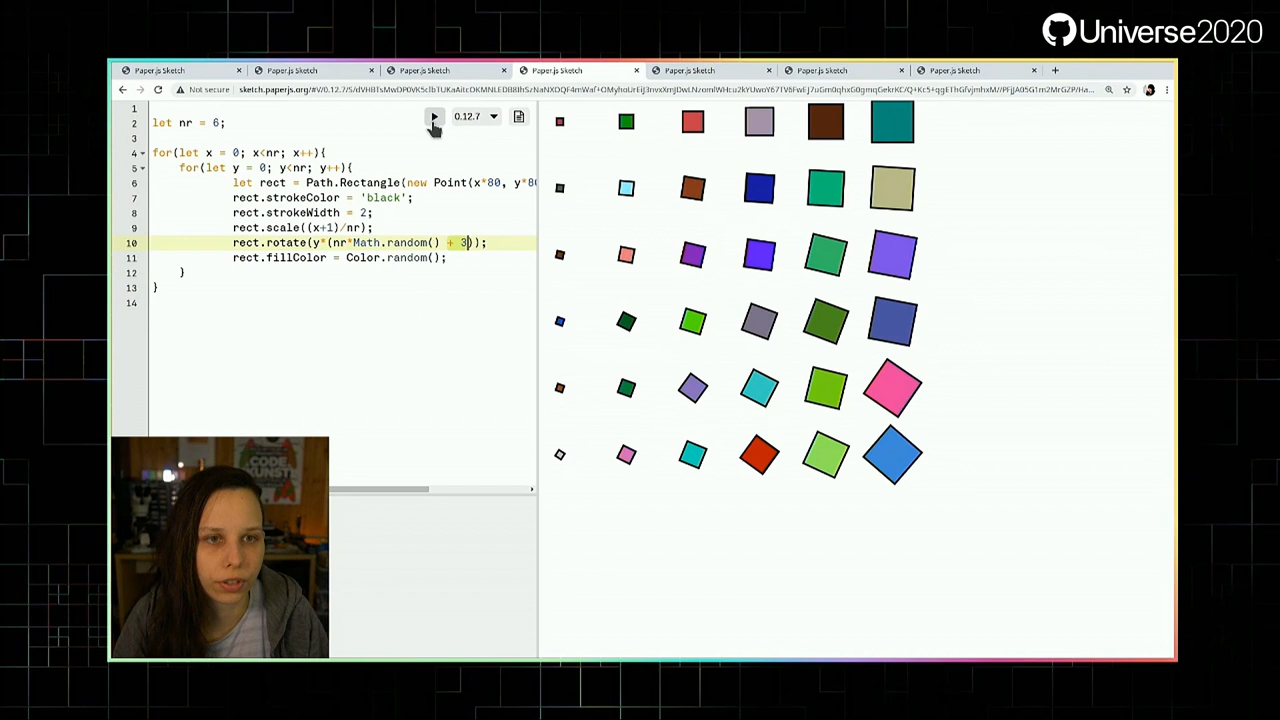 Universe2020
Paper.js Sketch
Paper.js Sketch
Paper.js Sketch
Paper.js Sketch
Paper.js Sketch
Paper.js Sketch
Paper.js Sketch
Not secure
0.12.7
1
2 let nr = 6;
3
4 for(let x = 0; x<nr; x++){
5 for(let y = 0; y<nr; y++){
6 let rect = Path.Rectangle(new Point(x*80, y*80
7 rect.strokeColor = 'black';
8 rect.strokeWidth = 2;
9 rect.scale((x+1)/nr);
10 rect.rotate(y*(nr*Math.random() + 3));
11 rect.fillColor = Color.random();
12 }
13 }
14
CODE
KUNST